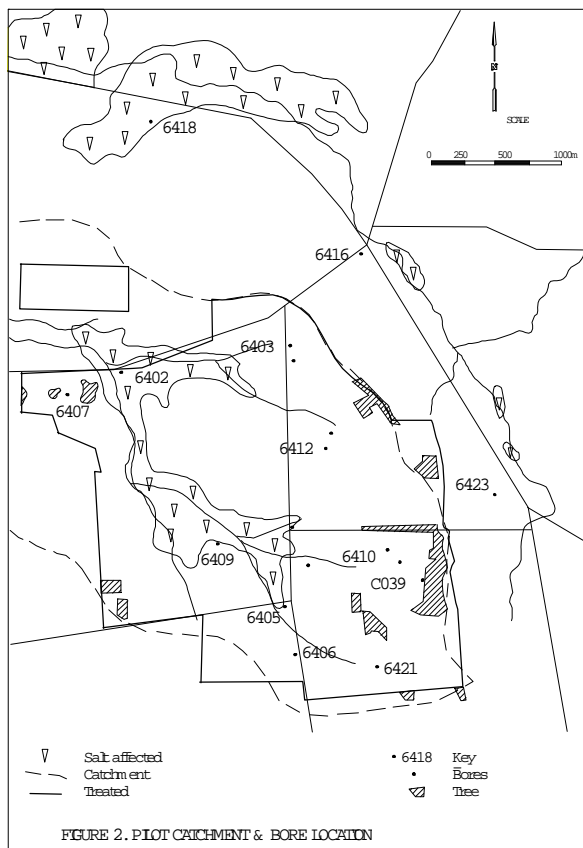 N
SCALE
0 250 500 1000m
6418
6416
6403
6402
6407
6412
6423
6410
6409
C039
6405
6406
6421
Salt affected
Catchment
Treated
6418 Key
Bores
Tree
FIGURE 2. PILOT CATCHMENT & BORE LOCATION